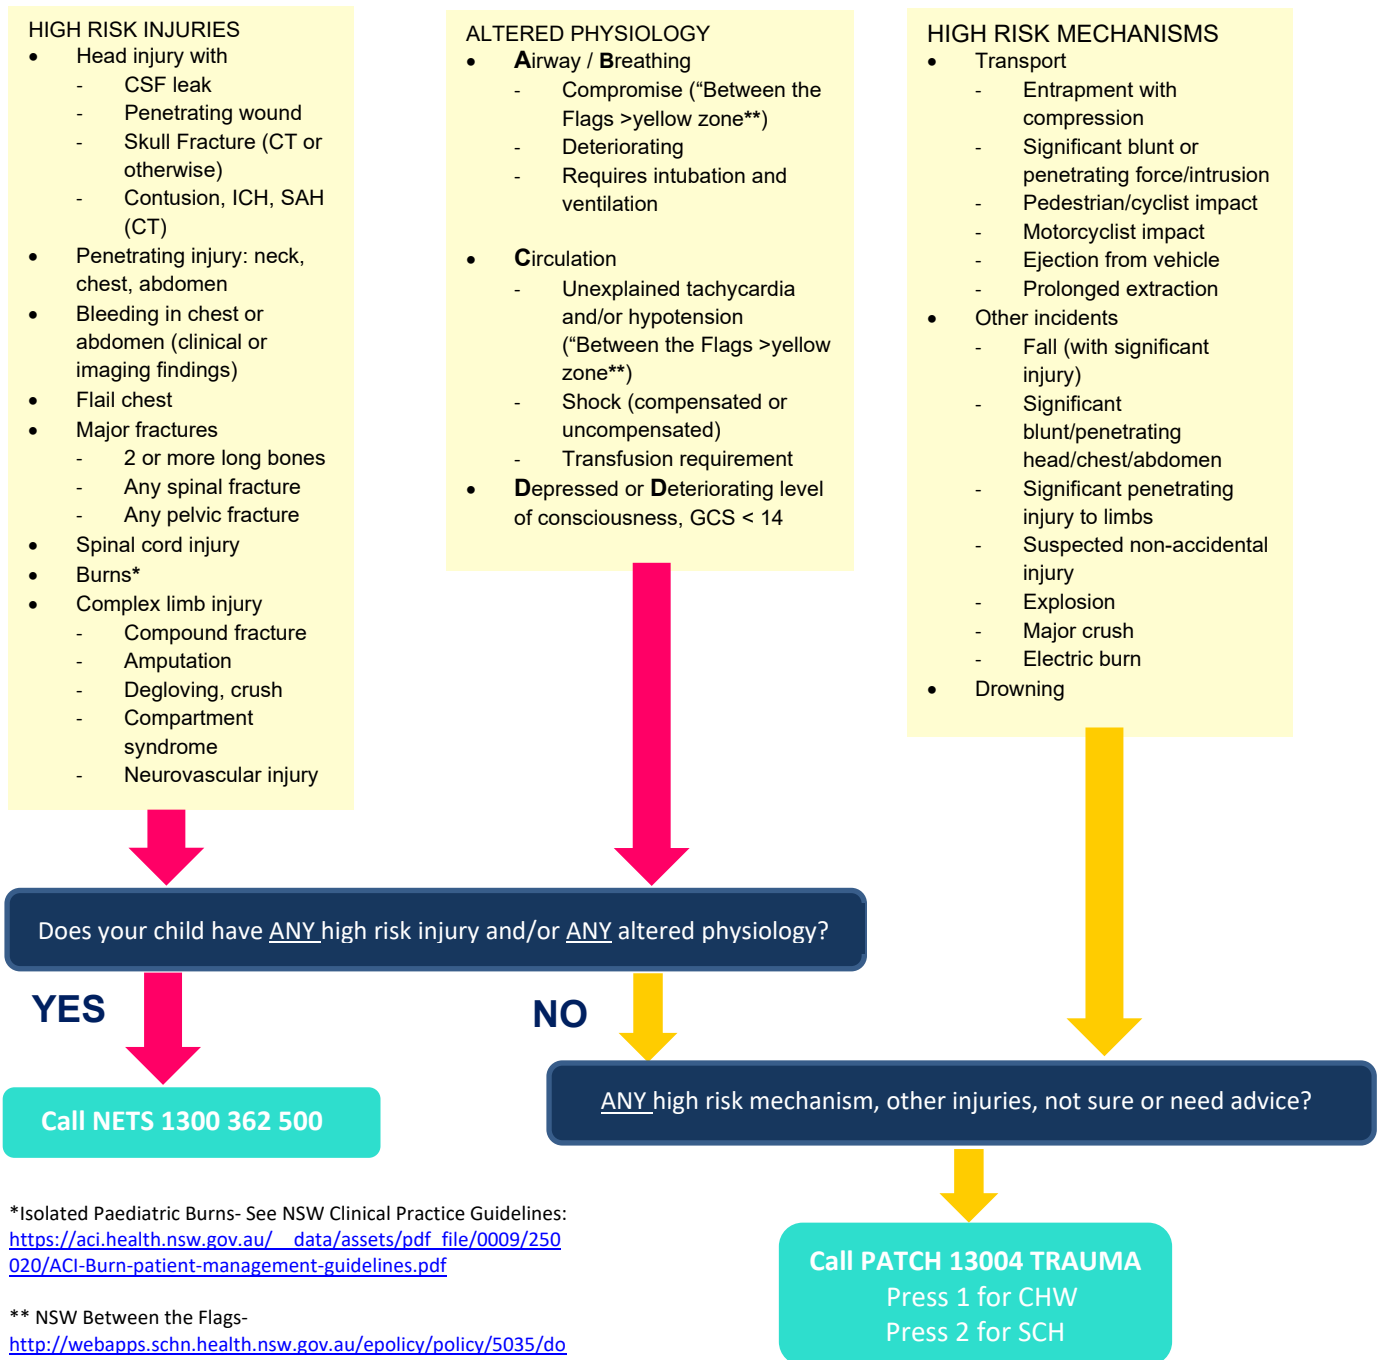 HIGH RISK INJURIES
• Head injury with
- CSF leak
- Penetrating wound
- Skull Fracture (CT or
otherwise)
- Contusion, ICH, SAH
(CT)
• Penetrating injury: neck,
chest, abdomen
• Bleeding in chest or
abdomen (clinical or
imaging findings)
• Flail chest
• Major fractures
- 2 or more long bones
- Any spinal fracture
- Any pelvic fracture
• Spinal cord injury
• Burns*
• Complex limb injury
- Compound fracture
- Amputation
- Degloving, crush
- Compartment
syndrome
- Neurovascular injury
ALTERED PHYSIOLOGY
• Airway / Breathing
- Compromise (“Between the
Flags >yellow zone**)
- Deteriorating
- Requires intubation and
ventilation
• Circulation
- Unexplained tachycardia
and/or hypotension
(“Between the Flags >yellow
zone**)
- Shock (compensated or
uncompensated)
- Transfusion requirement
• Depressed or Deteriorating level
of consciousness, GCS < 14
HIGH RISK MECHANISMS
• Transport
- Entrapment with
compression
- Significant blunt or
penetrating force/intrusion
- Pedestrian/cyclist impact
- Motorcyclist impact
- Ejection from vehicle
- Prolonged extraction
• Other incidents
- Fall (with significant
injury)
- Significant
blunt/penetrating
head/chest/abdomen
- Significant penetrating
injury to limbs
- Suspected non-accidental
injury
- Explosion
- Major crush
- Electric burn
• Drowning
Does your child have ANY high risk injury and/or ANY altered physiology?
YES
NO
Call NETS 1300 362 500
ANY high risk mechanism, other injuries, not sure or need advice?
Call PATCH 13004 TRAUMA
Press 1 for CHW
Press 2 for SCH
*Isolated Paediatric Burns- See NSW Clinical Practice Guidelines:
https://aci.health.nsw.gov.au/__data/assets/pdf_file/0009/250
020/ACI-Burn-patient-management-guidelines.pdf
** NSW Between the Flags-
http://webapps.schn.health.nsw.gov.au/epolicy/policy/5035/do